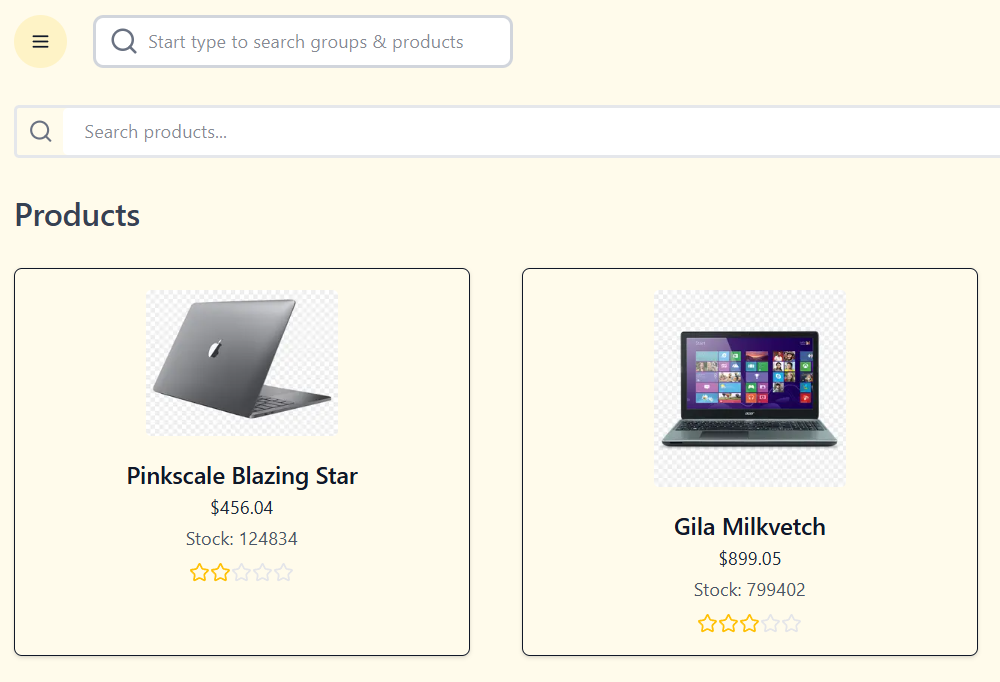 Start type to search groups & products
Search products...
Products
Pinkscale Blazing Star
$456.04
Stock: 124834
Gila Milkvetch
$899.05
Stock: 799402